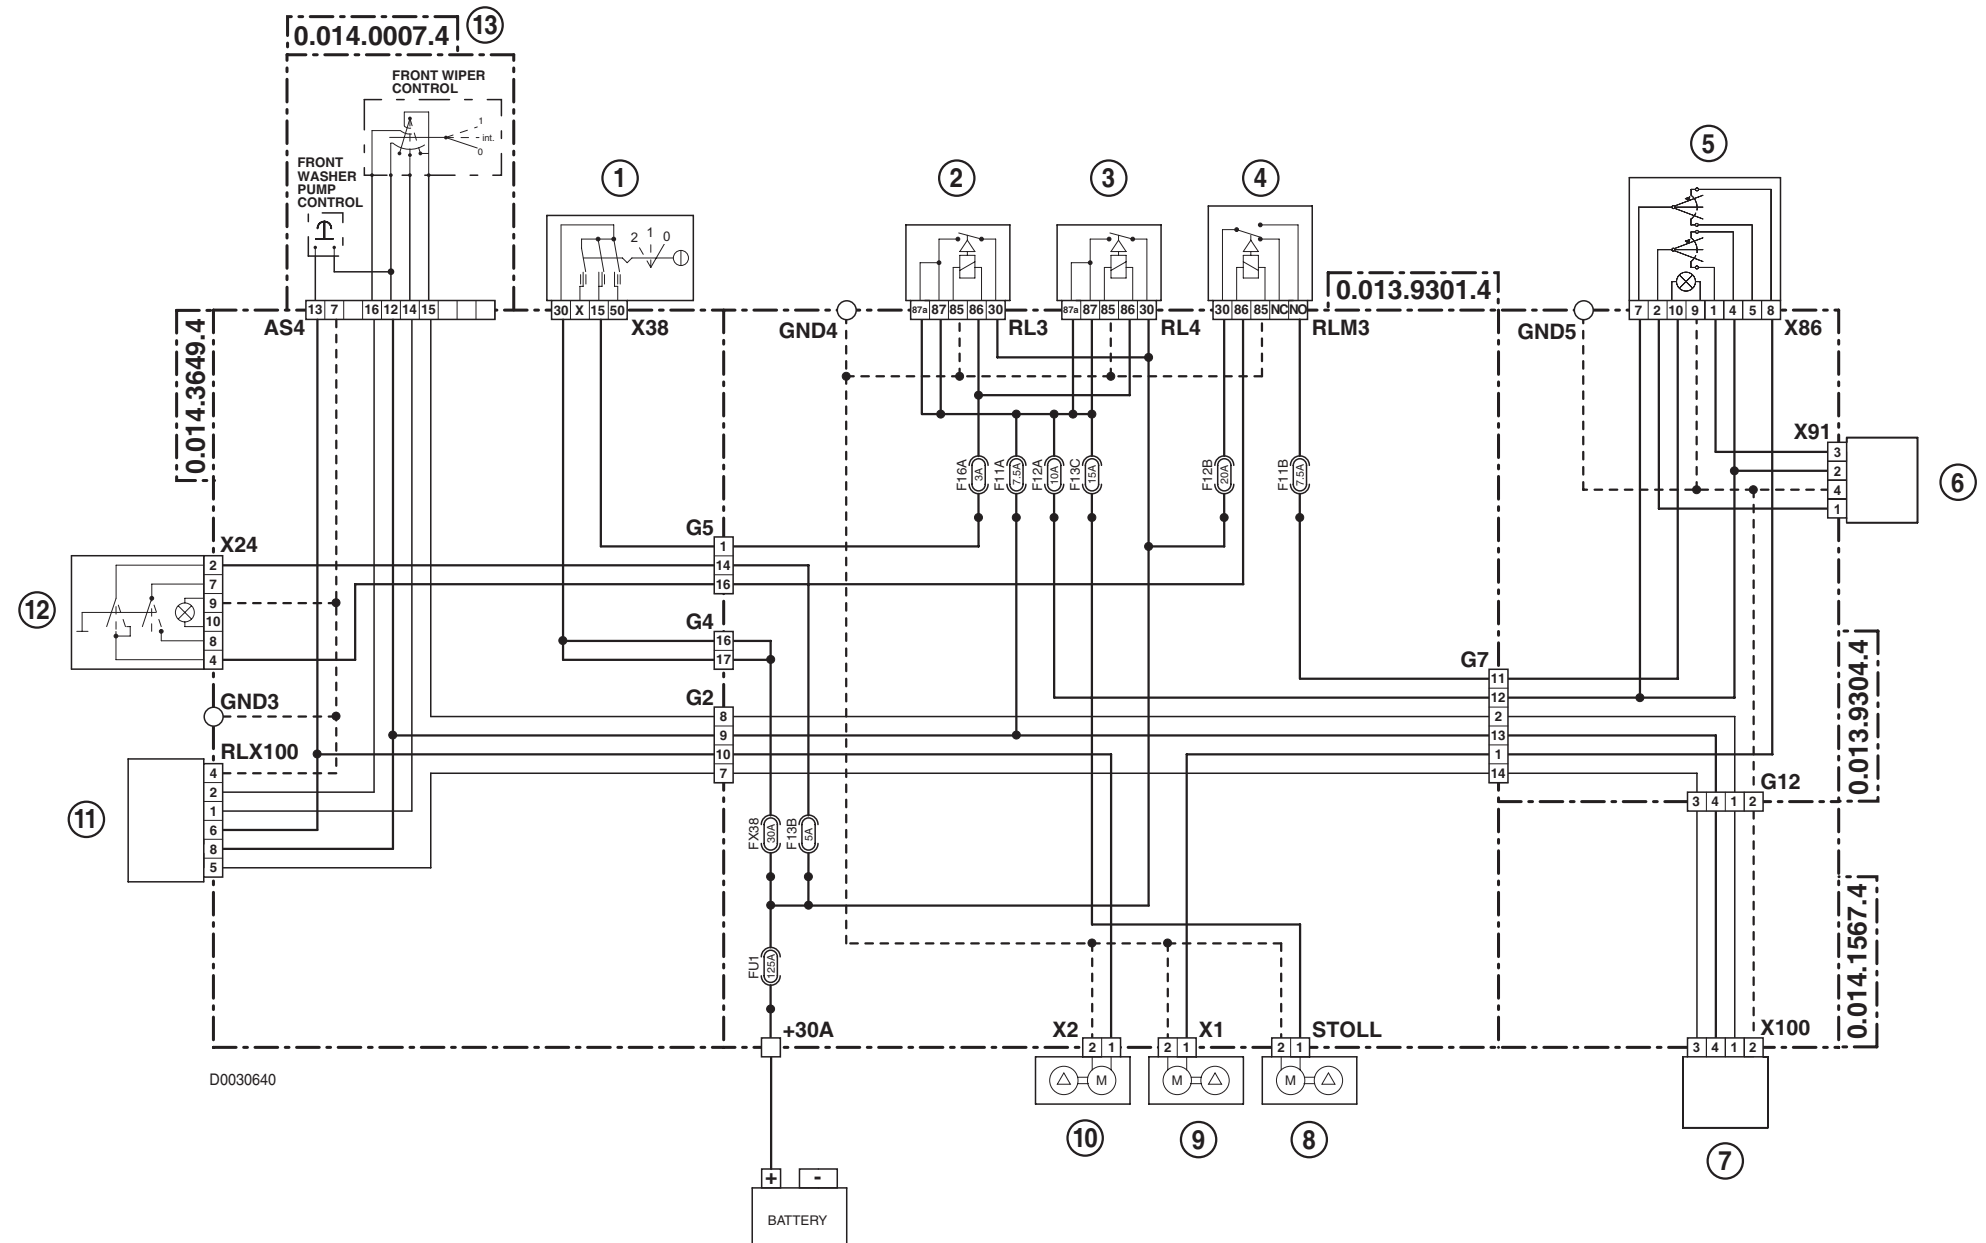 0.014.0007.4
13
FRONT WIPER
CONTROL
1
int.
0
FRONT
WASHER
PUMP
CONTROL
1
2 1 0
2
3
4
5
0.014.3649.4
13 7 16 12 14 15
AS4
30 X 15 50
X38
GND4
87a 87 85 86 30
RL3
87a 87 85 86 30
RL4
30 86 85 NC NO
RLM3
0.013.9301.4
GND5
7 2 10 9 1 4 5 8
X86
X91
3
2
4
1
6
F16A
3A
F11A
7.5A
F12A
10A
F13C
15A
F12B
20A
F11B
7.5A
X24
2
7
9
10
8
4
12
G5
1
14
16
G4
16
17
GND3
G2
8
9
10
7
G7
11
12
2
13
1
14
0.013.9304.4
RLX100
4
2
1
6
8
5
11
G12
3 4 1 2
FX38
30A
F13B
5A
FU1
125A
0.014.1567.4
+30A
X2
2 1
X1
2 1
STOLL
2 1
X100
3 4 1 2
D0030640
M
M
M
10
9
8
7
+ -
BATTERY